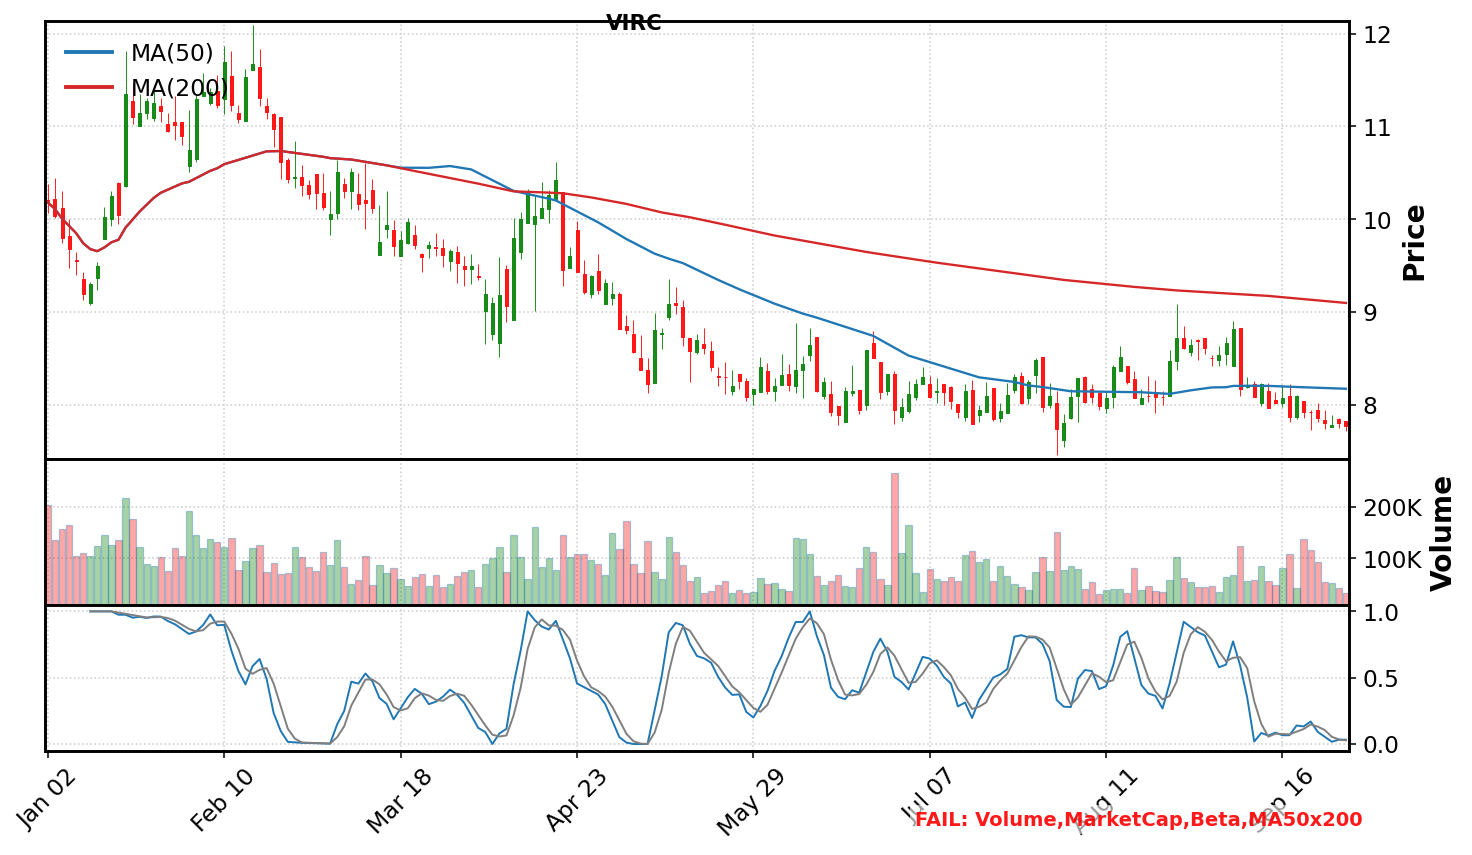 VIRC
MA(50)
MA(200)
12
11
10
9
8
Price
200K
100K
Volume
1.0
0.5
0.0
Jan 02
Feb 10
Mar 18
Apr 23
May 29
Jul 07
Aug 11
Sep 16
FAIL: Volume,MarketCap,Beta,MA50x200